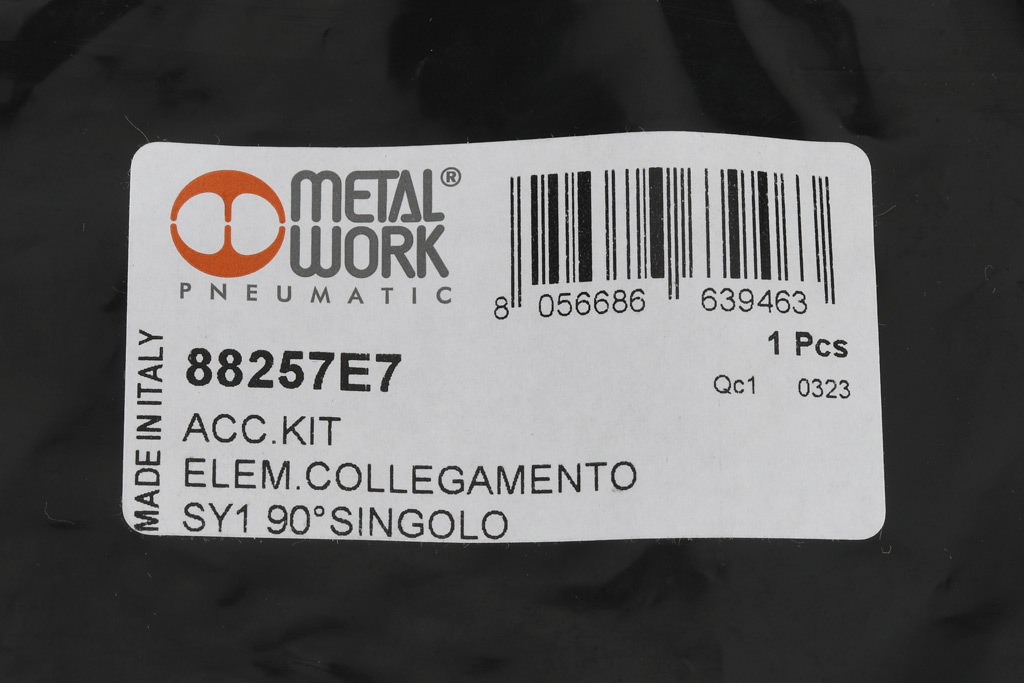 METAL®
WORK
PNEUMATIC
8 056686 639463
1 Pcs
88257E7
Qc1 0323
ACC.KIT
ELEM.COLLEGAMENTO
SY1 90°SINGOLO
MADE IN ITALY